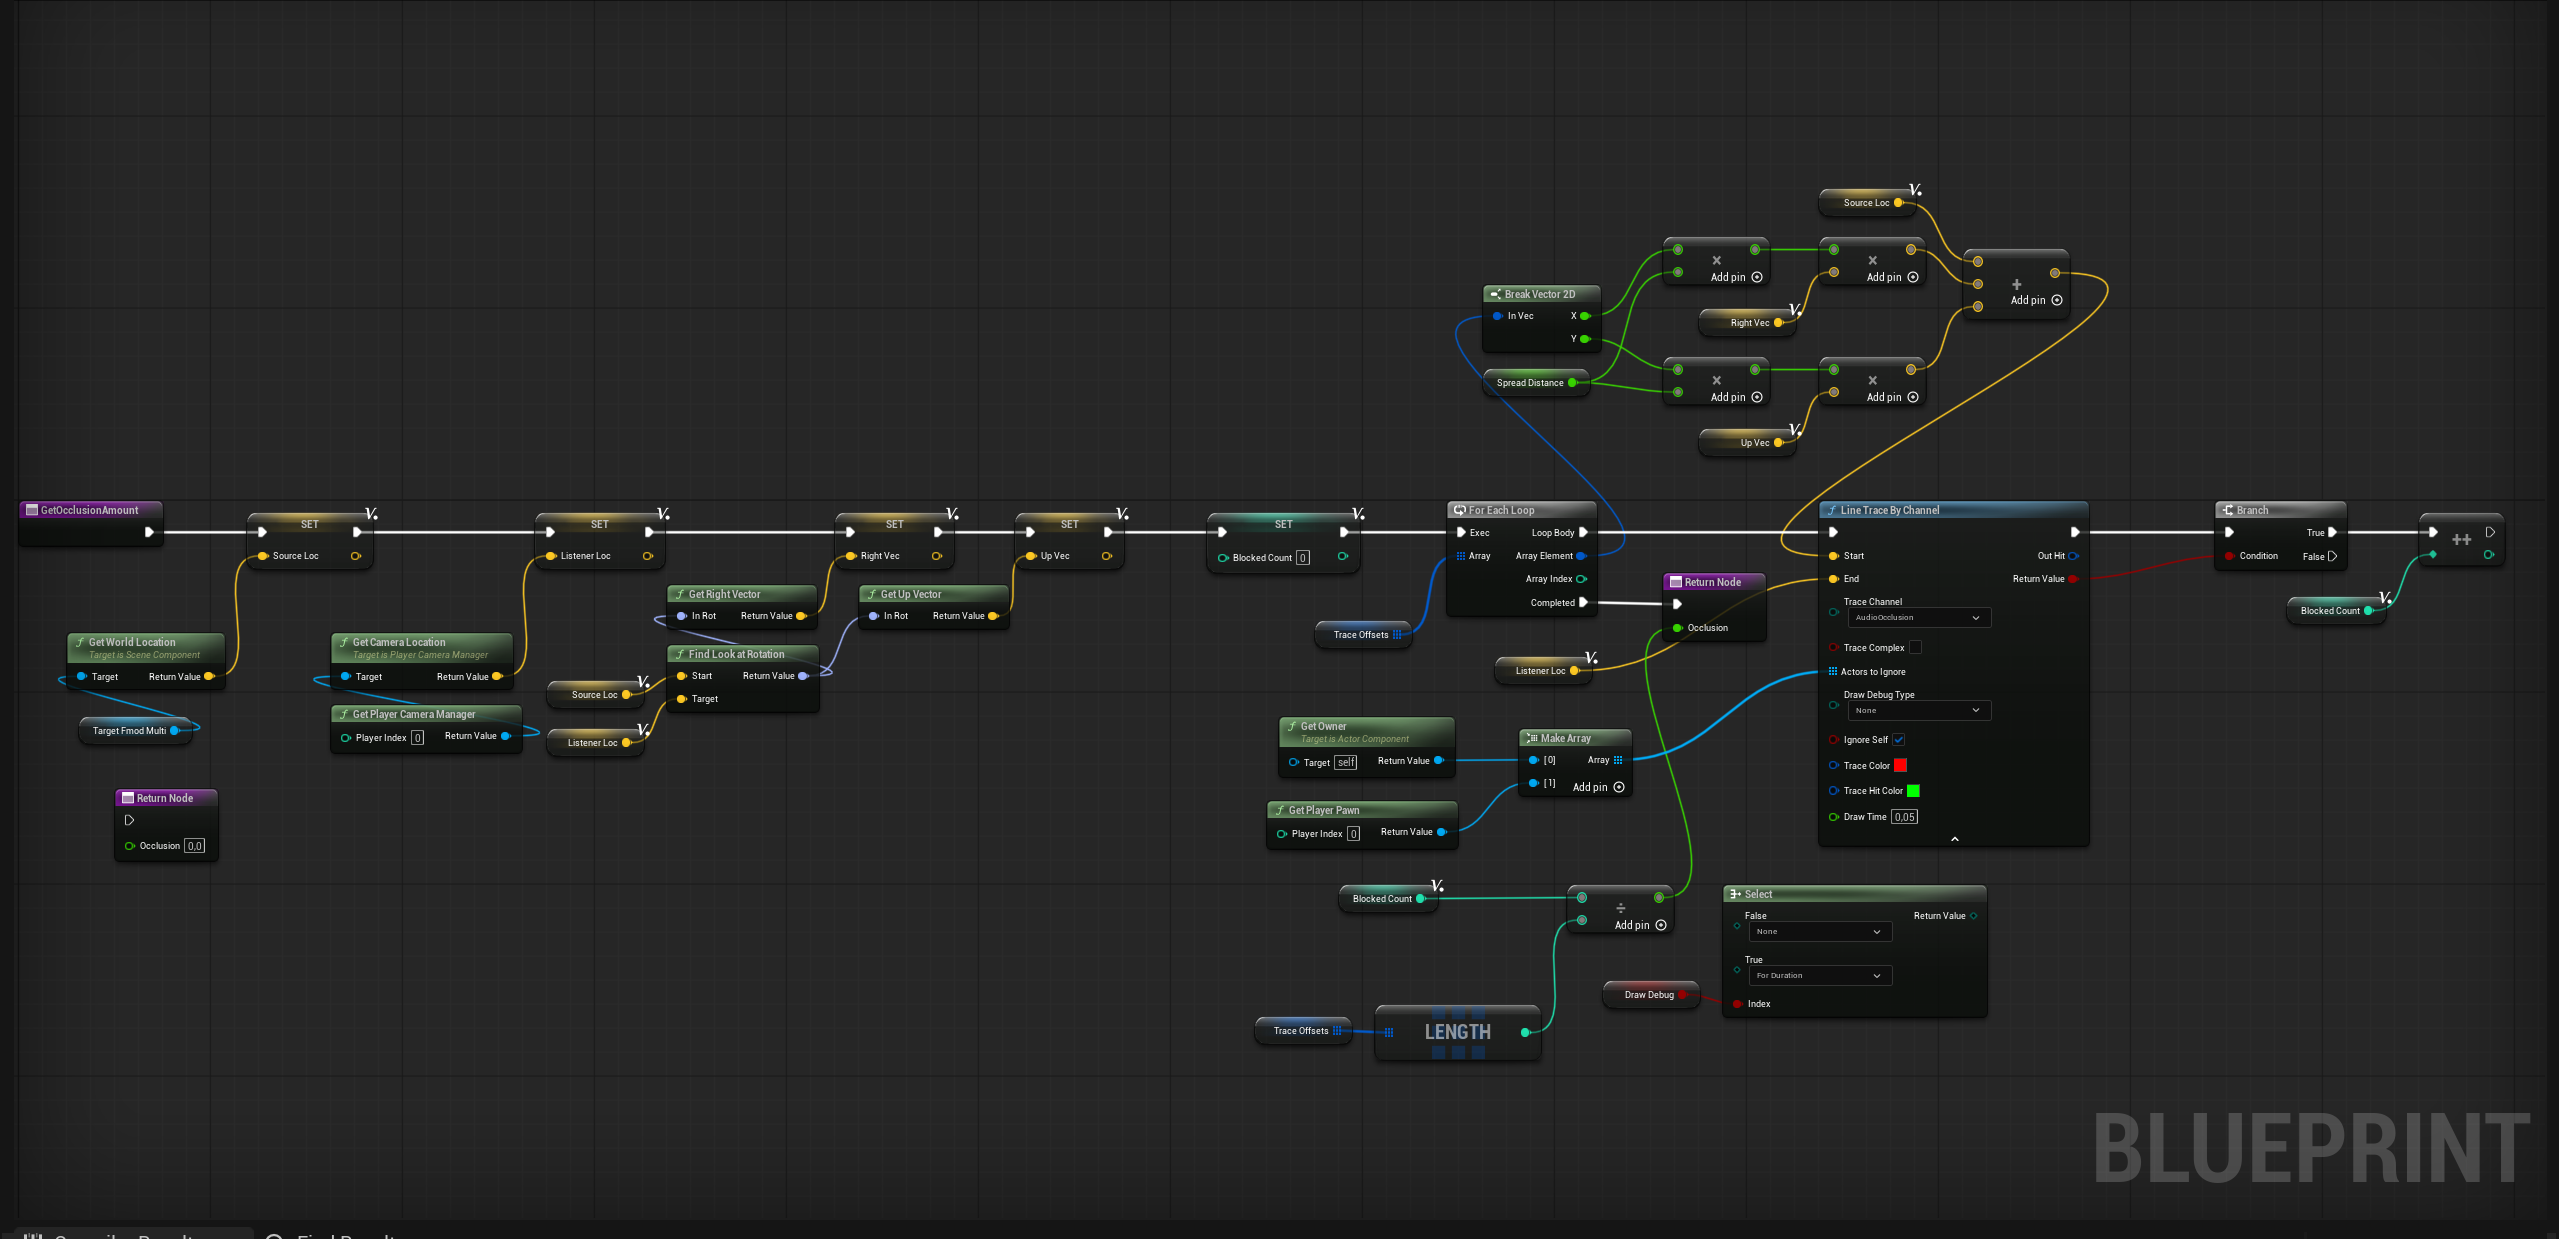 Source Loc
Add pin
Add pin
Break Vector 2D
In Vec
X
Y
Add pin
Right Vec
Spread Distance
Add pin
Add pin
Up Vec
GetOcclusionAmount
SET
Source Loc
SET
Listener Loc
SET
Right Vec
SET
Up Vec
SET
Blocked Count 0
For Each Loop
Exec
Loop Body
Array
Array Element
Array Index
Completed
Line Trace By Channel
Start
Out Hit
End
Return Value
Trace Channel
AudioOcclusion
Trace Complex
Actors to Ignore
Draw Debug Type
None
Ignore Self
Trace Color
Trace Hit Color
Draw Time 0,05
Branch
True
Condition
False
++
Blocked Count
Return Node
Occlusion
Get Right Vector
In Rot
Return Value
Get Up Vector
In Rot
Return Value
Get World Location
Target is Scene Component
Target
Return Value
Target Fmod Multi
Get Camera Location
Target is Player Camera Manager
Target
Return Value
Get Player Camera Manager
Player Index 0
Return Value
Source Loc
Listener Loc
Find Look at Rotation
Start
Return Value
Target
Trace Offsets
Listener Loc
Get Owner
Target is Actor Component
Target self
Return Value
Make Array
[0]
Array
[1]
Add pin
Get Player Pawn
Player Index 0
Return Value
Return Node
Occlusion 0,0
Blocked Count
Add pin
Select
False
Return Value
None
True
For Duration
Index
Draw Debug
Trace Offsets
LENGTH
BLUEPRINT